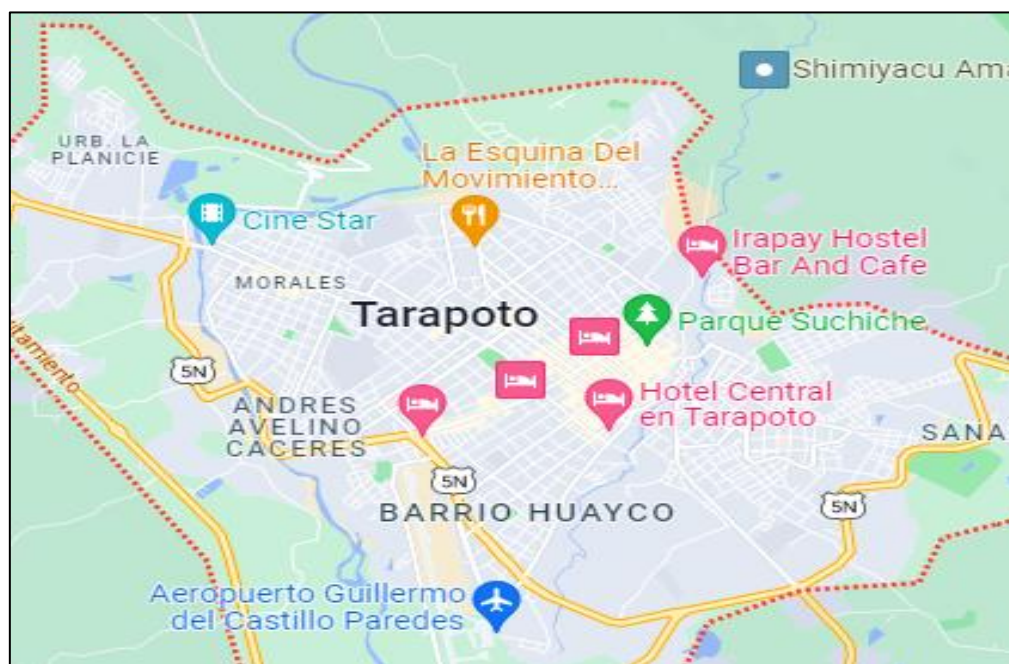 Shimiyacu Ama
URB. LA
PLANICIE
La Esquina Del
Movimiento...
Cine Star
Irapay Hostel
Bar And Cafe
MORALES
Tarapoto
Parque Suchiche
5N
Hotel Central
en Tarapoto
ANDRES
AVELINO
CÁCERES
SANA
5N
5N
BARRIO HUAYCO
Aeropuerto Guillermo
del Castillo Paredes